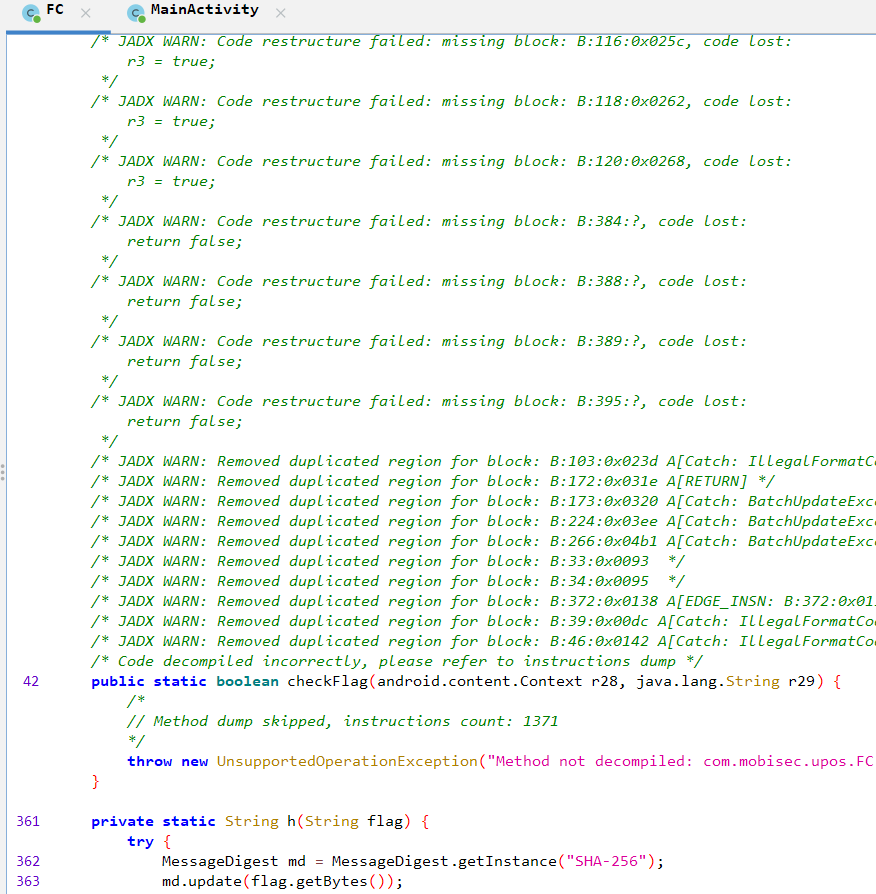 FC × MainActivity ×
/* JADX WARN: Code restructure failed: missing block: B:116:0x025c, code lost:
r3 = true;
*/
/* JADX WARN: Code restructure failed: missing block: B:118:0x0262, code lost:
r3 = true;
*/
/* JADX WARN: Code restructure failed: missing block: B:120:0x0268, code lost:
r3 = true;
*/
/* JADX WARN: Code restructure failed: missing block: B:384:?, code lost:
return false;
*/
/* JADX WARN: Code restructure failed: missing block: B:388:?, code lost:
return false;
*/
/* JADX WARN: Code restructure failed: missing block: B:389:?, code lost:
return false;
*/
/* JADX WARN: Code restructure failed: missing block: B:395:?, code lost:
return false;
*/
/* JADX WARN: Removed duplicated region for block: B:103:0x023d A[Catch: IllegalFormatCo
/* JADX WARN: Removed duplicated region for block: B:172:0x031e A[RETURN] */
/* JADX WARN: Removed duplicated region for block: B:173:0x0320 A[Catch: BatchUpdateExce
/* JADX WARN: Removed duplicated region for block: B:224:0x03ee A[Catch: BatchUpdateExce
/* JADX WARN: Removed duplicated region for block: B:266:0x04b1 A[Catch: BatchUpdateExce
/* JADX WARN: Removed duplicated region for block: B:33:0x0093  */
/* JADX WARN: Removed duplicated region for block: B:34:0x0095  */
/* JADX WARN: Removed duplicated region for block: B:372:0x0138 A[EDGE_INSN: B:372:0x01
/* JADX WARN: Removed duplicated region for block: B:39:0x00dc A[Catch: IllegalFormatCo
/* JADX WARN: Removed duplicated region for block: B:46:0x0142 A[Catch: IllegalFormatCo
/* Code decompiled incorrectly, please refer to instructions dump */
42 public static boolean checkFlag(android.content.Context r28, java.lang.String r29) {
/*
// Method dump skipped, instructions count: 1371
*/
throw new UnsupportedOperationException("Method not decompiled: com.mobisec.upos.FC
}
361 private static String h(String flag) {
try {
362 MessageDigest md = MessageDigest.getInstance("SHA-256");
363 md.update(flag.getBytes());